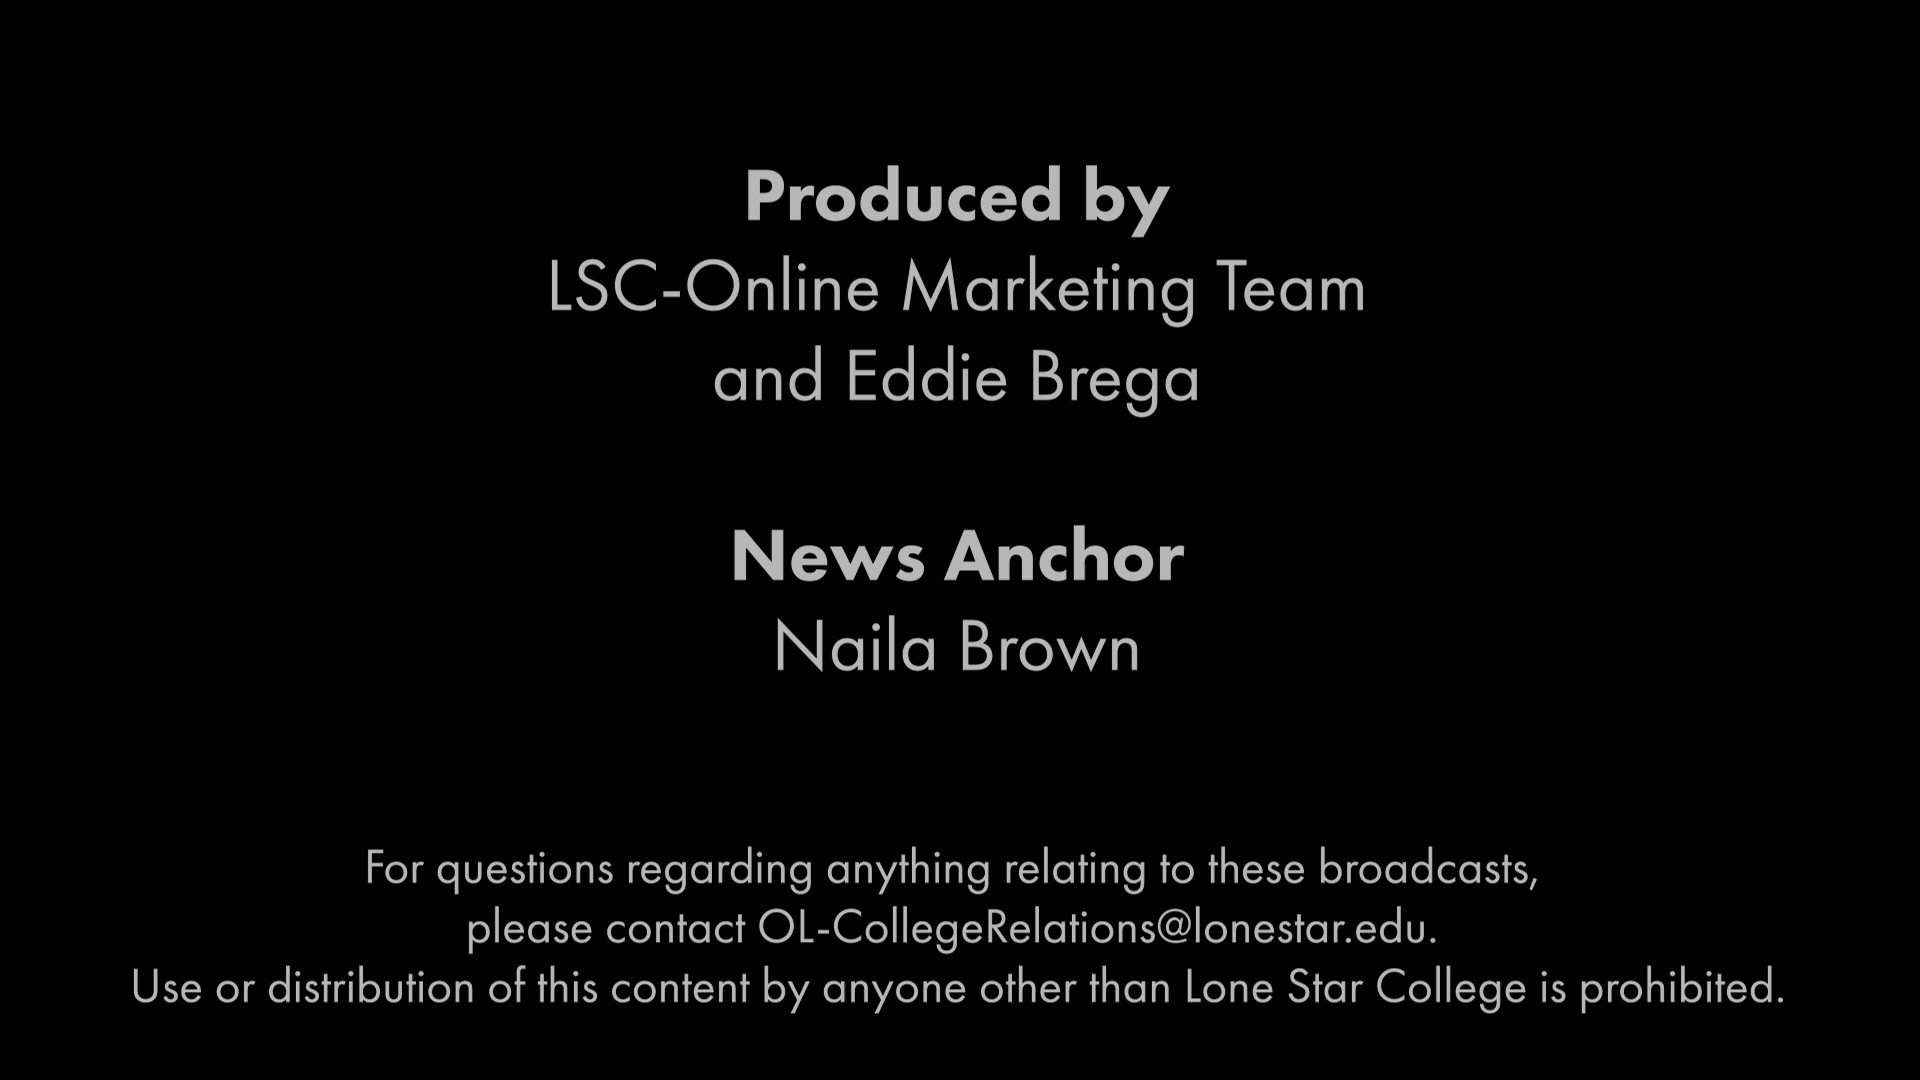 Produced by
LSC-Online Marketing Team
and Eddie Brega
News Anchor
Naila Brown
For questions regarding anything relating to these broadcasts,
please contact OL-CollegeRelations@lonestar.edu.
Use or distribution of this content by anyone other than Lone Star College is prohibited.